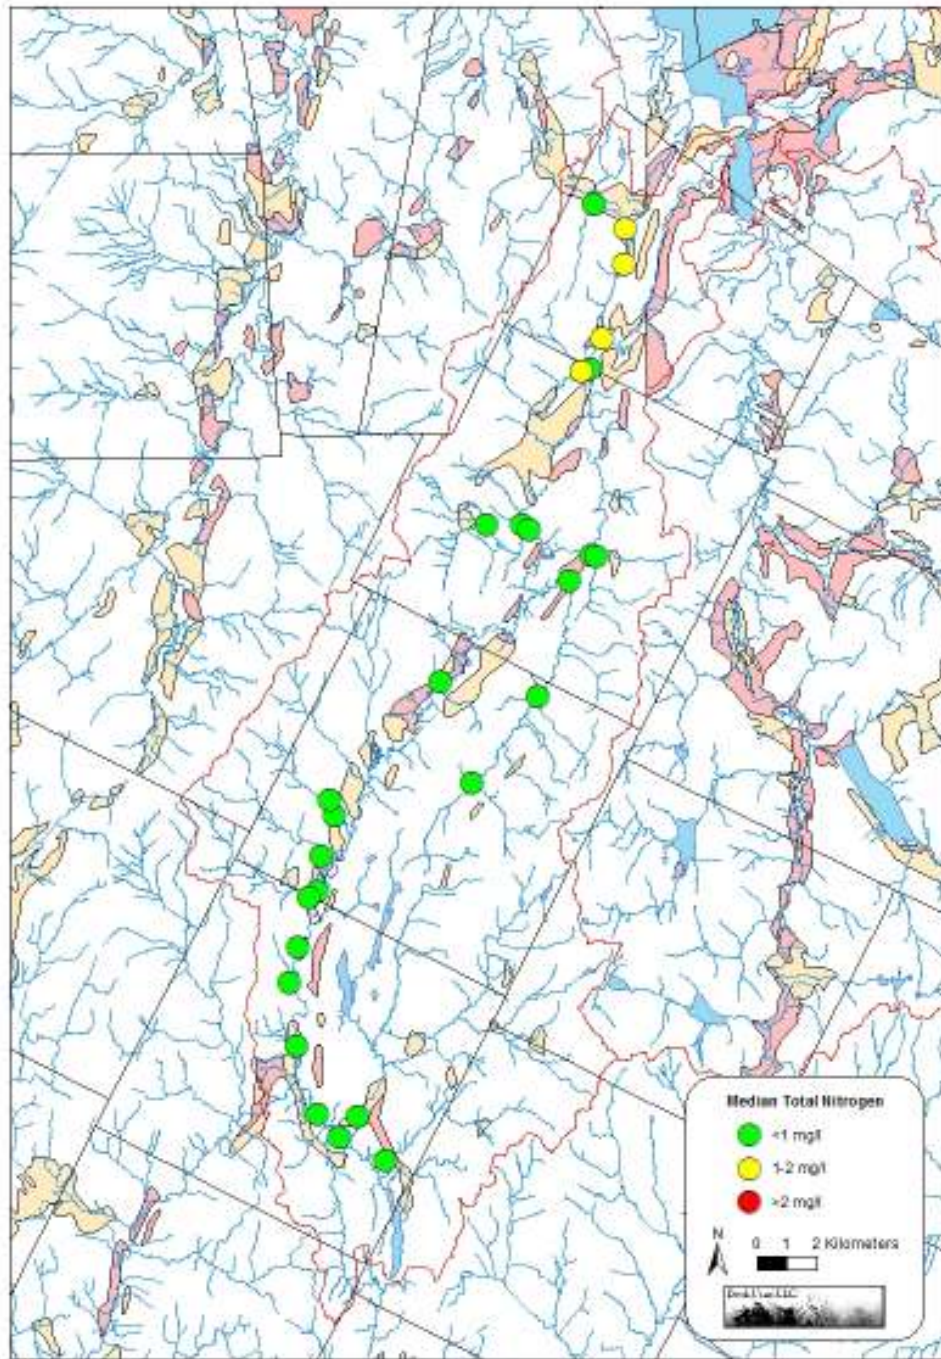 Median Total Nitrogen
<1 mg/l
1-2 mg/l
>2 mg/l
N
0 1 2 Kilometers